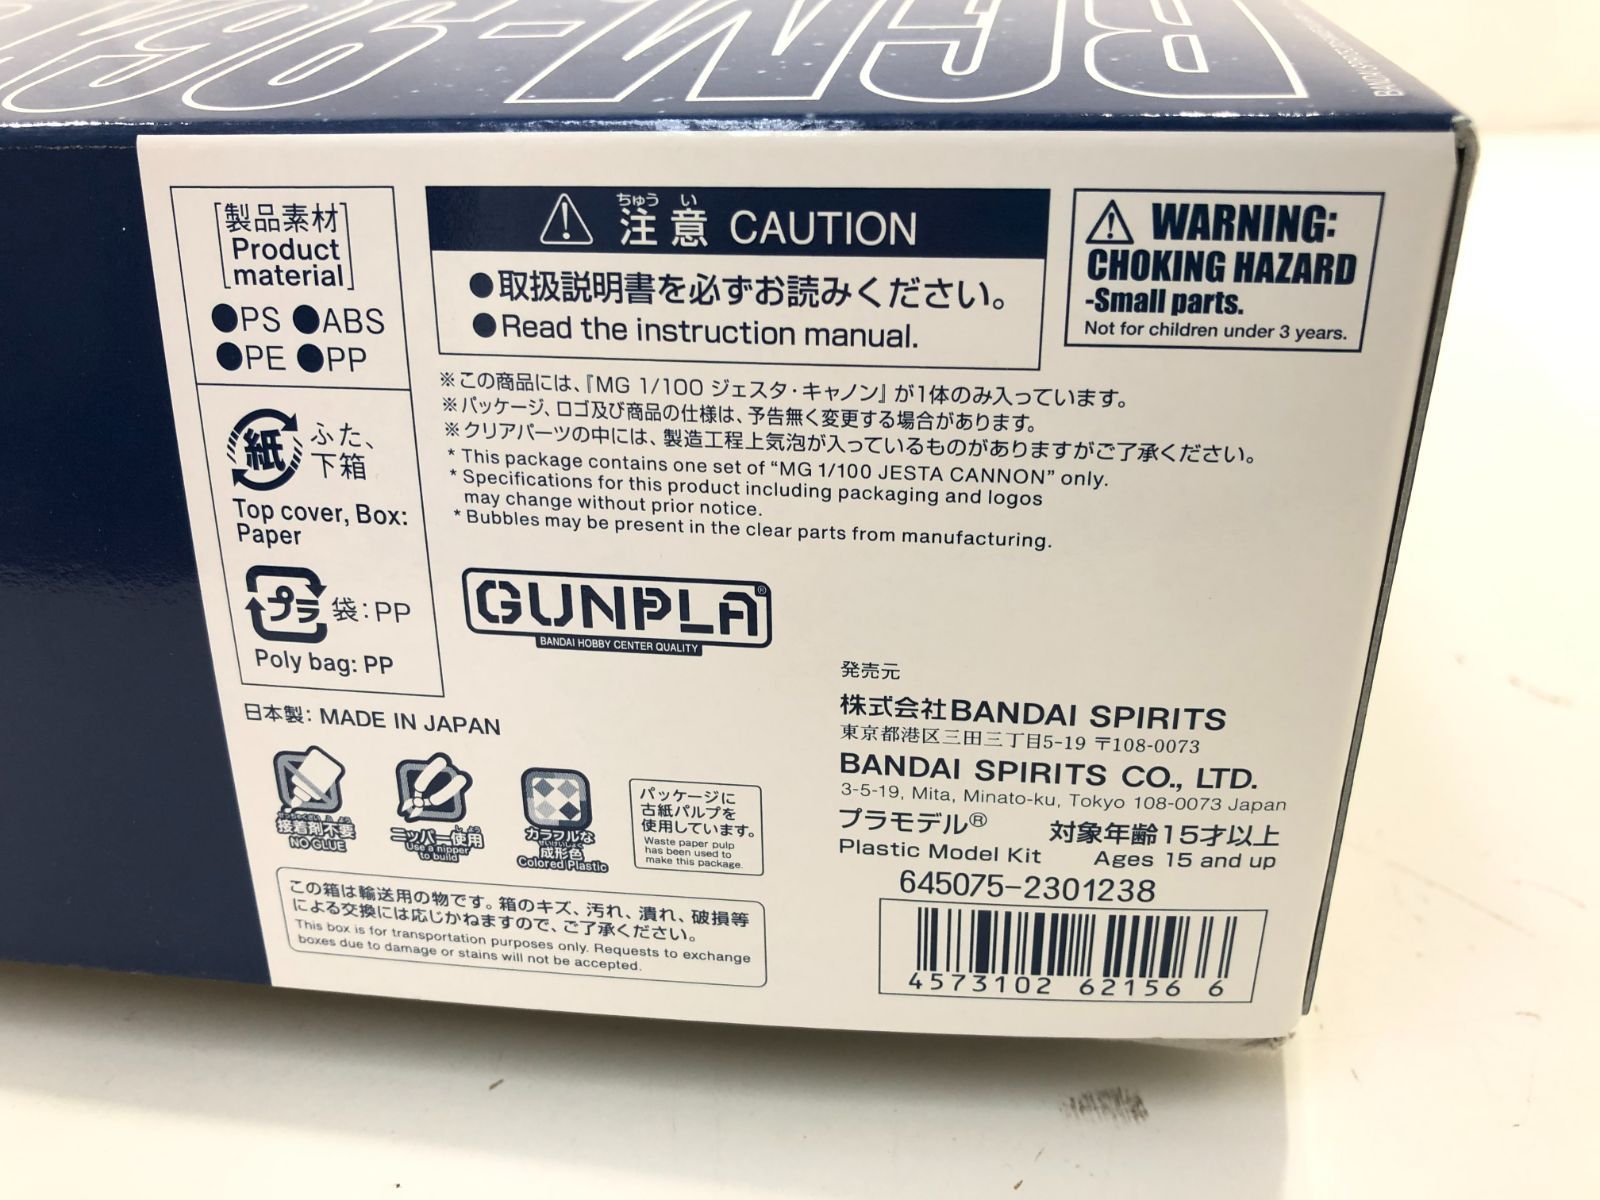 RGM-96X
[製品素材]
Product
material
●PS ●ABS
●PE ●PP
紙 ふた、
下箱
Top cover, Box:
Paper
プラ 袋:PP
Poly bag: PP
ちゅう い
注意 CAUTION
●取扱説明書を必ずお読みください。
●Read the instruction manual.
WARNING:
CHOKING HAZARD
-Small parts.
Not for children under 3 years.
※この商品には、『MG 1/100 ジェスタ・キャノン』が1体のみ入っています。
※パッケージ、ロゴ及び商品の仕様は、予告無く変更する場合があります。
※クリアパーツの中には、製造工程上気泡が入っているものがありますがご了承ください。
* This package contains one set of “MG 1/100 JESTA CANNON” only.
* Specifications for this product including packaging and logos
may change without prior notice.
* Bubbles may be present in the clear parts from manufacturing.
GUNPLA®
BANDAI HOBBY CENTER QUALITY
日本製: MADE IN JAPAN
接着剤不要
NO GLUE
ニッパー使用
Use a nipper
to build
カラフルな
せいけいしょく
成形色
Colored Plastic
パッケージに
古紙パルプを
使用しています。
Waste paper pulp
has been used to
make this package.
この箱は輸送用の物です。箱のキズ、汚れ、潰れ、破損等
による交換には応じかねますので、ご了承ください。
This box is for transportation purposes only. Requests to exchange
boxes due to damage or stains will not be accepted.
発売元
株式会社BANDAI SPIRITS
東京都港区三田三丁目5-19 〒108-0073
BANDAI SPIRITS CO., LTD.
3-5-19, Mita, Minato-ku, Tokyo 108-0073 Japan
プラモデル® 対象年齢15才以上
Plastic Model Kit Ages 15 and up
645075-2301238
4573102 62156 6